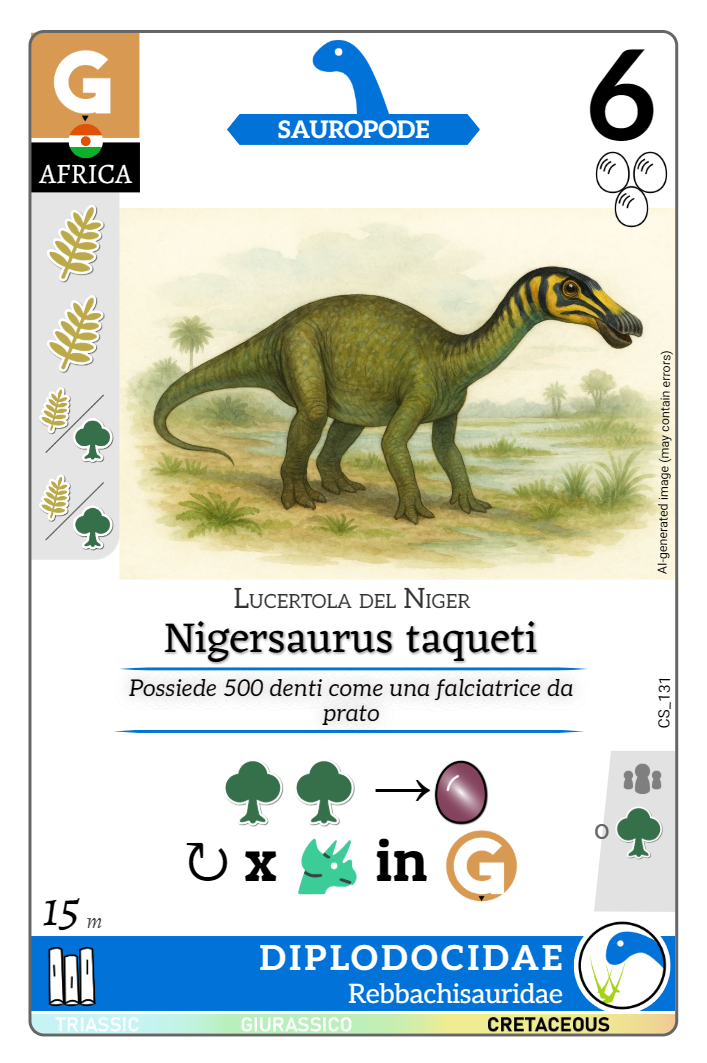 G
AFRICA
SAUROPODE
6
AI-generated image (may contain errors)
LUCERTOLA DEL NIGER
Nigersaurus taqueti
Possiede 500 denti come una falciatrice da
prato
CS_131
→
↻ x in G
o
15 m
DIPLODOCIDAE
Rebbachisauridae
TRIASSIC GIURASSICO CRETACEOUS